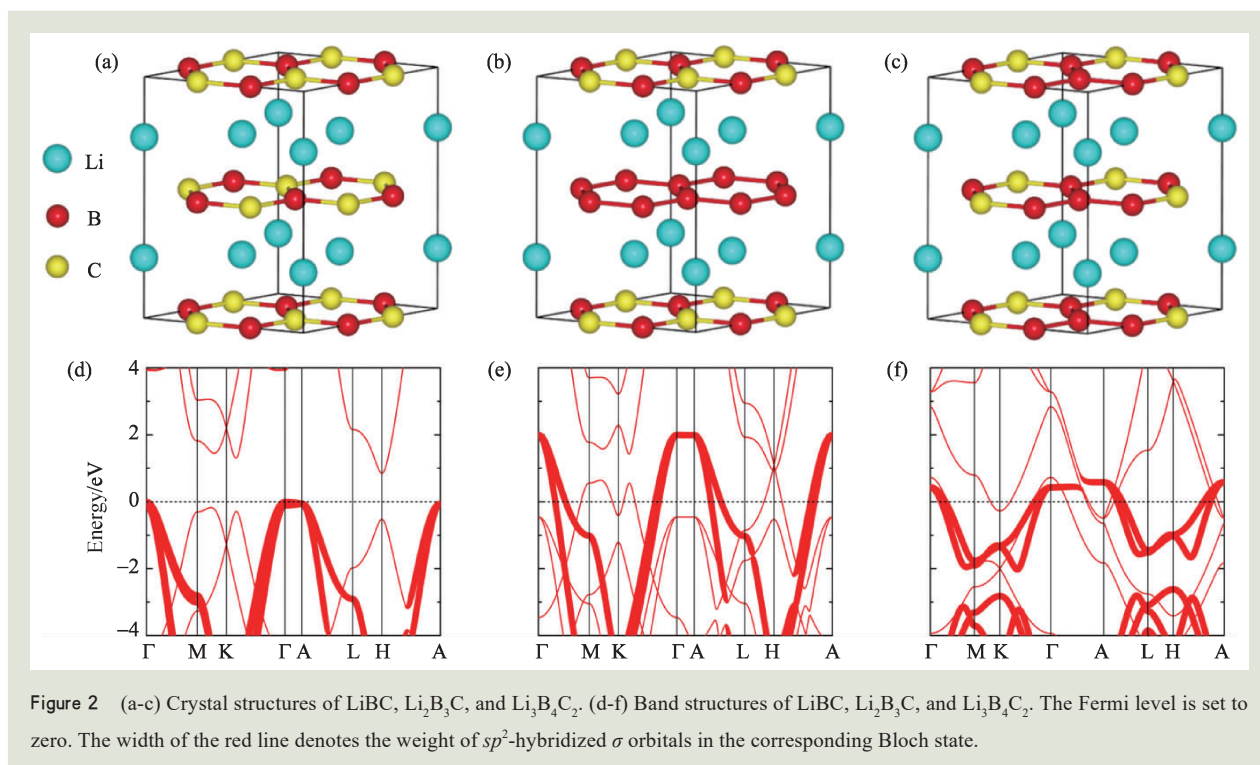 (a)
(b)
(c)
Li
B
C
(d)
(e)
(f)
Energy/eV
4
2
0
−2
−4
Γ M K Γ A L H A
Γ M K Γ A L H A
Γ M K Γ A L H A
Figure 2 (a-c) Crystal structures of LiBC, Li₂B₃C, and Li₃B₄C₂. (d-f) Band structures of LiBC, Li₂B₃C, and Li₃B₄C₂. The Fermi level is set to
zero. The width of the red line denotes the weight of sp²-hybridized σ orbitals in the corresponding Bloch state.